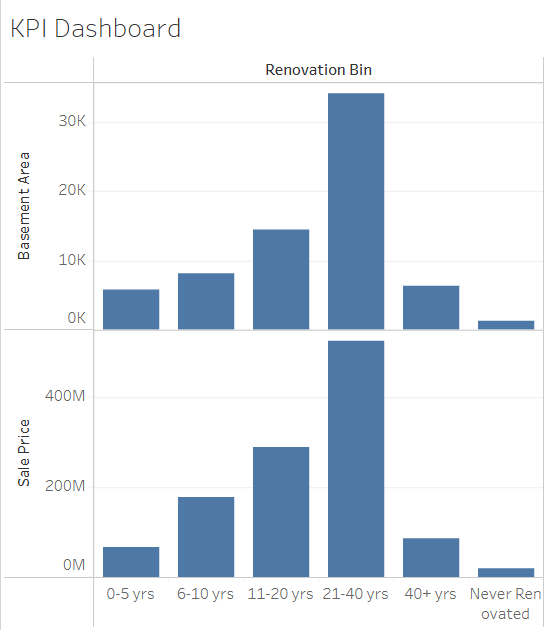 KPI Dashboard
Renovation Bin
Basement Area
30K
20K
10K
0K
Sale Price
400M
200M
0M
0-5 yrs 6-10 yrs 11-20 yrs 21-40 yrs 40+ yrs Never Ren
ovated